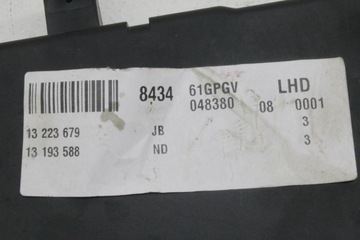 8434 61GPGV LHD
048380 08 0001
13 223 679 JB 3
13 193 588 ND 3